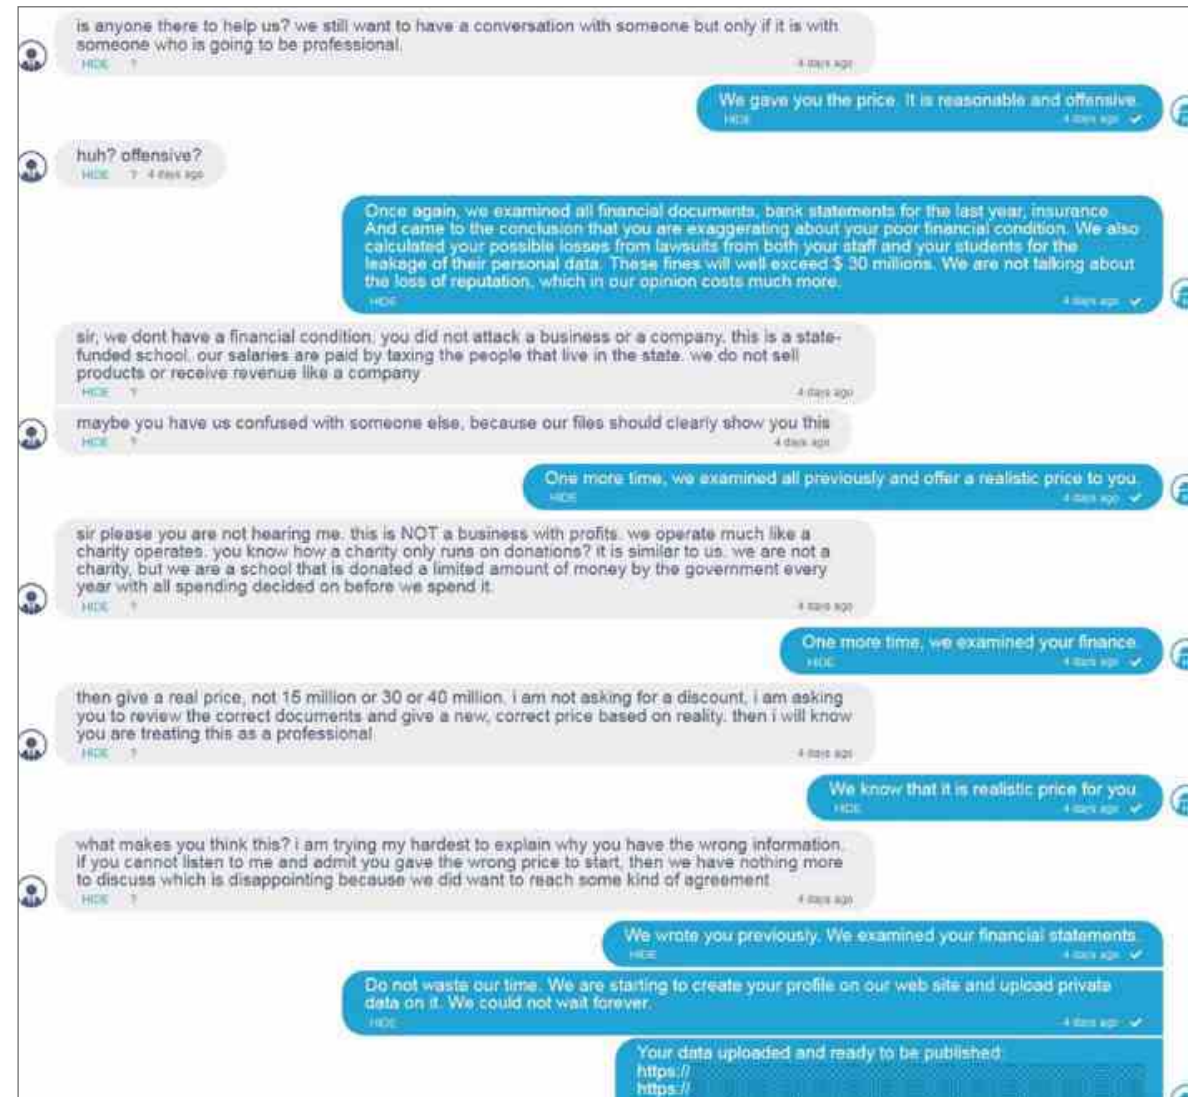 is anyone there to help us? we still want to have a conversation with someone but only if it is with
someone who is going to be professional.
HIDE ? 4 days ago
We gave you the price. It is reasonable and offensive.
HIDE 4 days ago
huh? offensive?
HIDE ? 4 days ago
Once again, we examined all financial documents, bank statements for the last year, insurance.
And came to the conclusion that you are exaggerating about your poor financial condition. We also
calculated your possible losses from lawsuits from both your staff and your students for the
leakage of their personal data. These fines will well exceed $ 30 millions. We are not talking about
the loss of reputation, which in our opinion costs much more.
HIDE 4 days ago
sir, we dont have a financial condition. you did not attack a business or a company. this is a state-
funded school. our salaries are paid by taxing the people that live in the state. we do not sell
products or receive revenue like a company
HIDE ? 4 days ago
maybe you have us confused with someone else, because our files should clearly show you this
HIDE ? 4 days ago
One more time, we examined all previously and offer a realistic price to you.
HIDE 4 days ago
sir please you are not hearing me. this is NOT a business with profits. we operate much like a
charity operates. you know how a charity only runs on donations? it is similar to us. we are not a
charity, but we are a school that is donated a limited amount of money by the government every
year with all spending decided on before we spend it.
HIDE ? 4 days ago
One more time, we examined your finance.
HIDE 4 days ago
then give a real price, not 15 million or 30 or 40 million. i am not asking for a discount, i am asking
you to review the correct documents and give a new, correct price based on reality. then i will know
you are treating this as a professional
HIDE ? 4 days ago
We know that it is realistic price for you
HIDE 4 days ago
what makes you think this? i am trying my hardest to explain why you have the wrong information.
if you cannot listen to me and admit you gave the wrong price to start, then we have nothing more
to discuss which is disappointing because we did want to reach some kind of agreement
HIDE ? 4 days ago
We wrote you previously. We examined your financial statements.
HIDE 4 days ago
Do not waste our time. We are starting to create your profile on our web site and upload private
data on it. We could not wait forever.
HIDE 4 days ago
Your data uploaded and ready to be published:
https://
https://